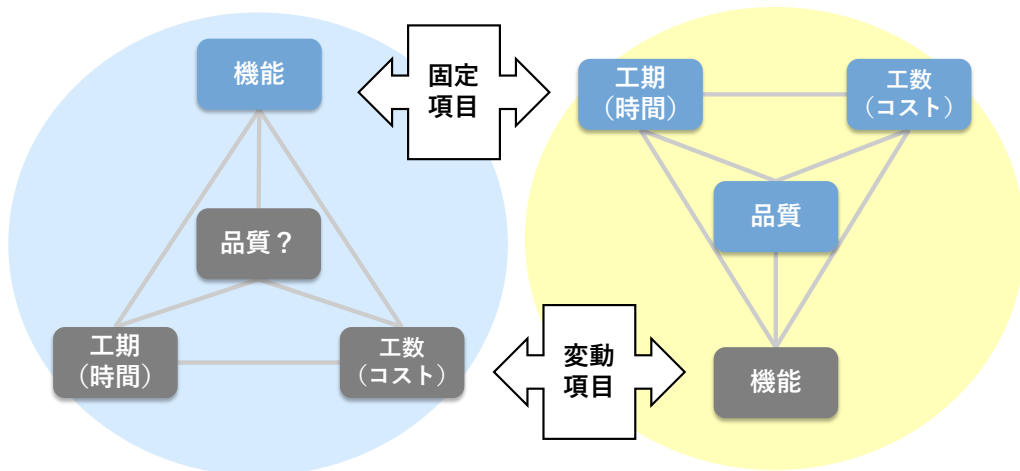 機能
固定
項目
工期
（時間）
工数
（コスト）
品質？
品質
工期
（時間）
工数
（コスト）
変動
項目
機能